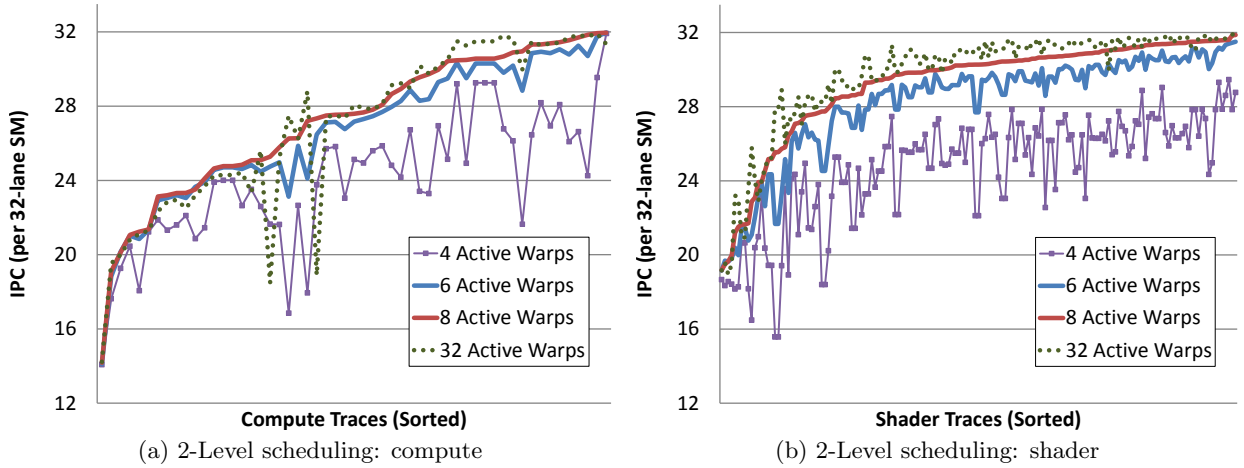 IPC (per 32-lane SM)
32
28
24
20
16
12
4 Active Warps
6 Active Warps
8 Active Warps
32 Active Warps
Compute Traces (Sorted)
(a) 2-Level scheduling: compute
IPC (per 32-lane SM)
32
28
24
20
16
12
4 Active Warps
6 Active Warps
8 Active Warps
32 Active Warps
Shader Traces (Sorted)
(b) 2-Level scheduling: shader